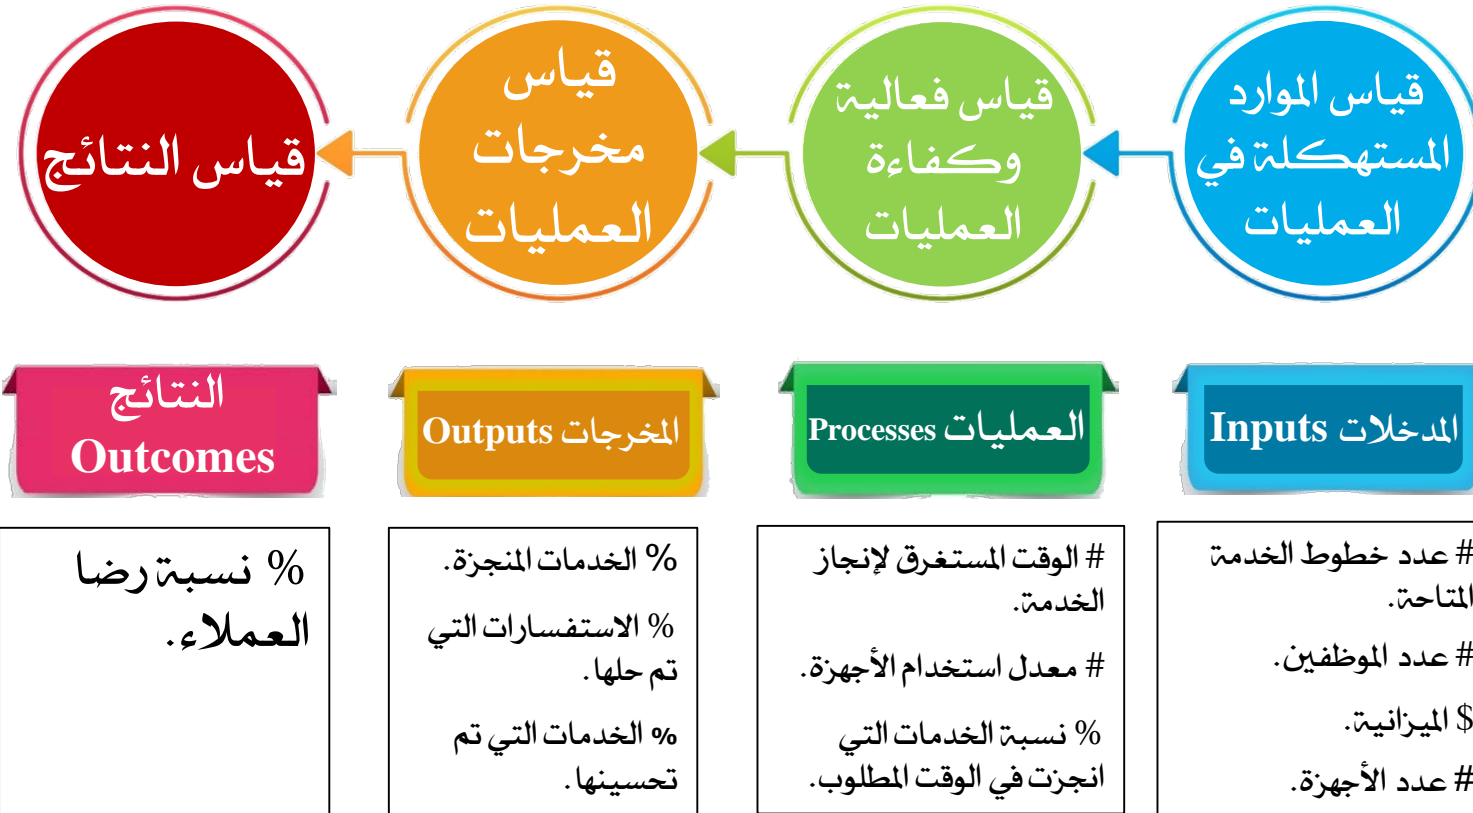 قياس الموارد
المستهكلة في
العمليات
قياس فعالية
وكفاءة
العمليات
قياس
مخرجات
العمليات
قياس النتائج
المدخلات Inputs
العمليات Processes
المخرجات Outputs
النتائج
Outcomes
# عدد خطوط الخدمة
المتاحة.
# عدد الموظفين.
$ الميزانية.
# عدد الأجهزة.
# الوقت المستغرق لإنجاز
الخدمة.
# معدل استخدام الأجهزة.
% نسبة الخدمات التي
انجزت في الوقت المطلوب.
% الخدمات المنجزة.
% الاستفسارات التي
تم حلها.
% الخدمات التي تم
تحسينها.
% نسبة رضا
العملاء.